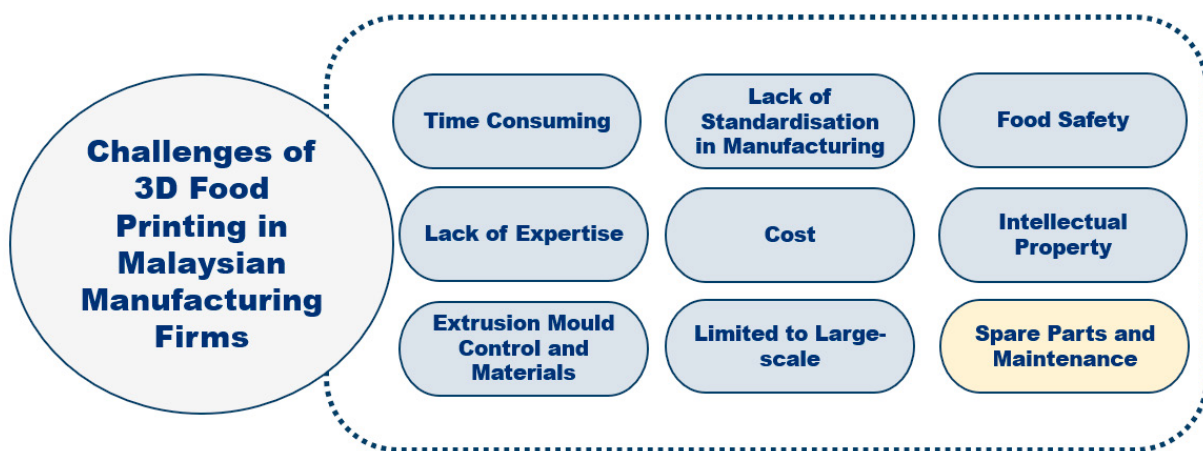 Challenges of
3D Food
Printing in
Malaysian
Manufacturing
Firms
Time Consuming
Lack of
Standardisation
in Manufacturing
Food Safety
Lack of Expertise
Cost
Intellectual
Property
Extrusion Mould
Control and
Materials
Limited to Large-
scale
Spare Parts and
Maintenance